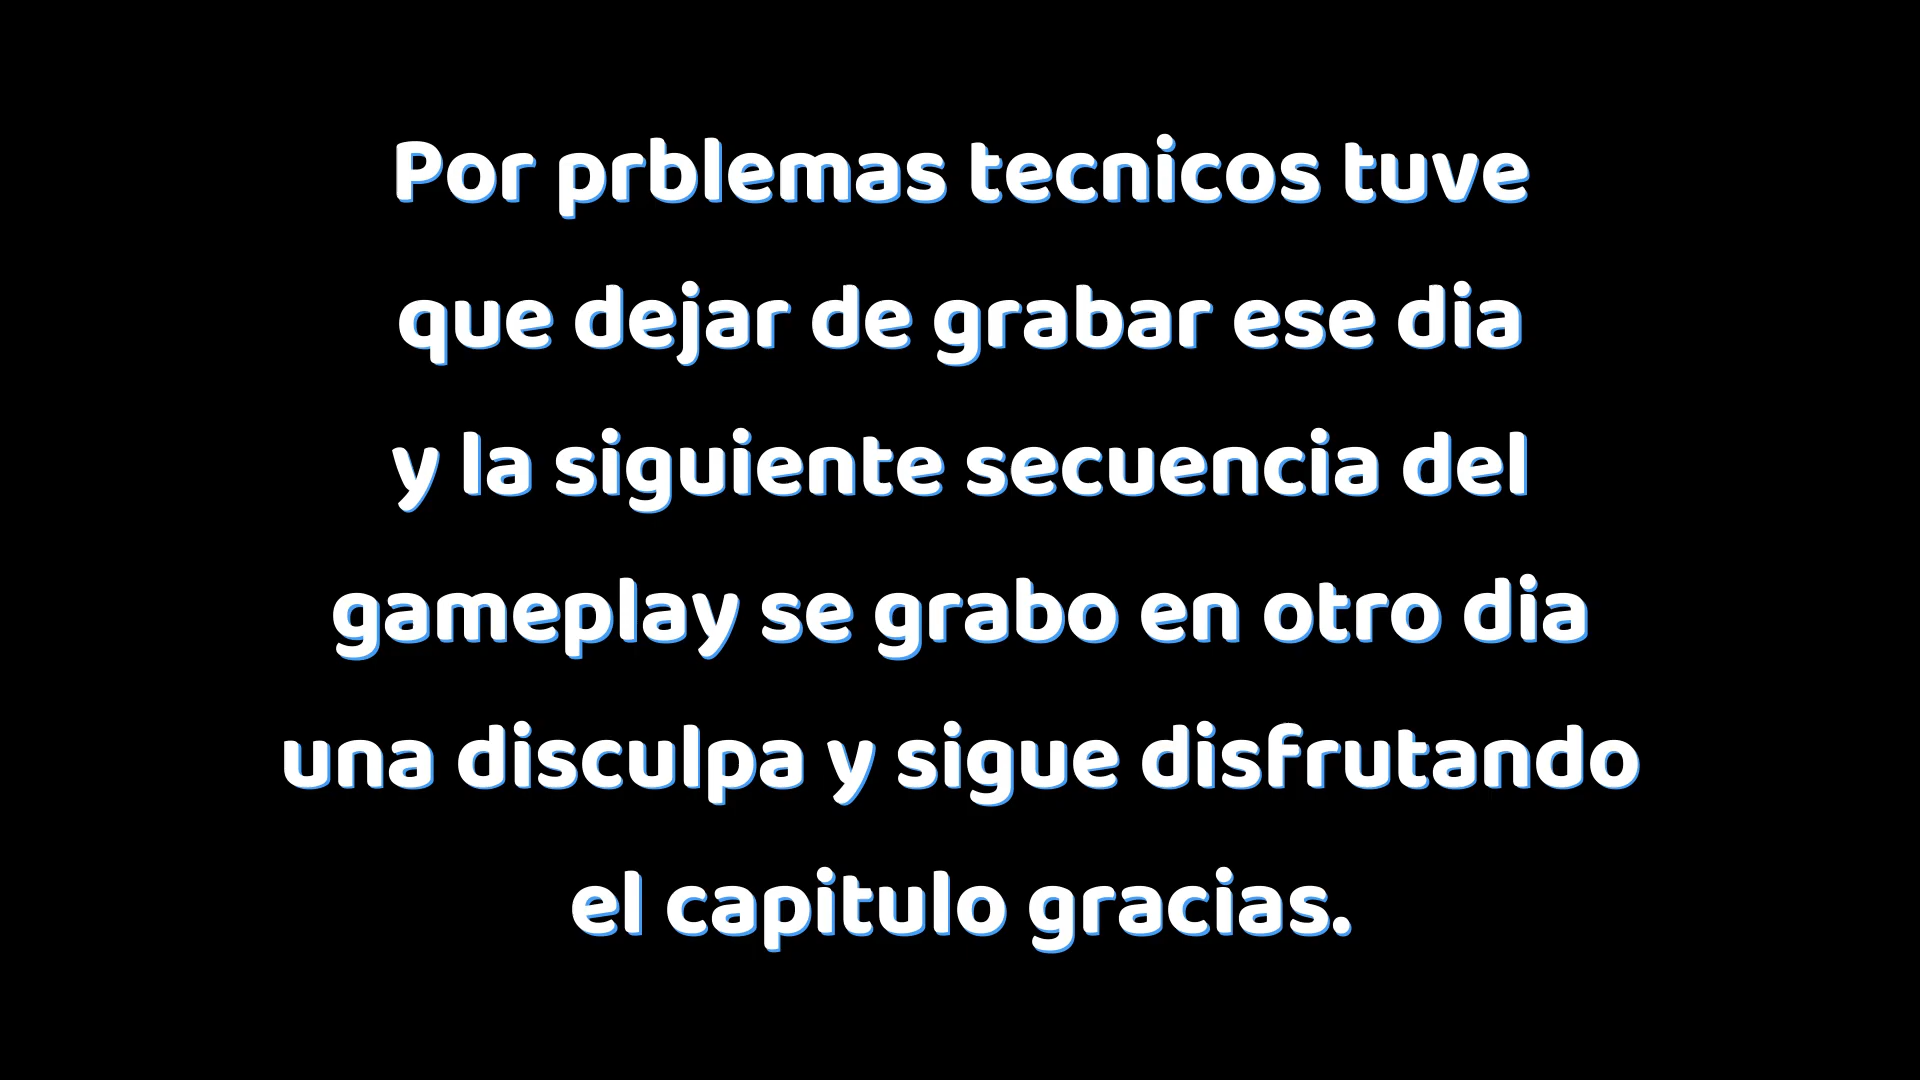 Por prblemas tecnicos tuve
que dejar de grabar ese dia
y la siguiente secuencia del
gameplay se grabo en otro dia
una disculpa y sigue disfrutando
el capitulo gracias.